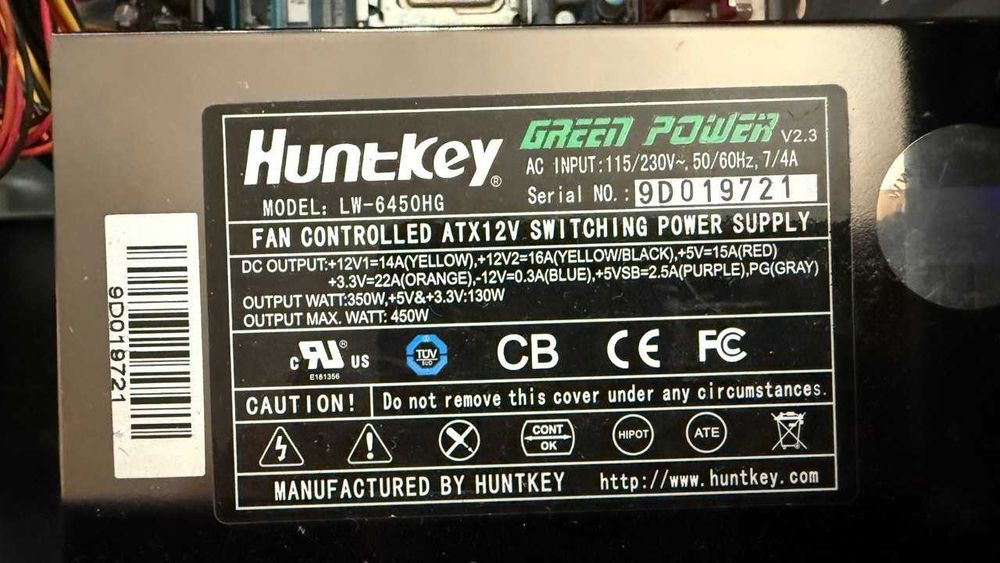 Huntkey®
GREEN POWER V2.3
AC INPUT:115/230V~, 50/60Hz, 7/4A
MODEL: LW-6450HG
Serial NO.: 9D019721
FAN CONTROLLED ATX12V SWITCHING POWER SUPPLY
DC OUTPUT:+12V1=14A(YELLOW),+12V2=16A(YELLOW/BLACK),+5V=15A(RED)
+3.3V=22A(ORANGE),-12V=0.3A(BLUE),+5VSB=2.5A(PURPLE),PG(GRAY)
OUTPUT WATT:350W,+5V&+3.3V:130W
OUTPUT MAX. WATT: 450W
c RU® US
E161356
TÜV
SÜD
CB
CE
FC
CAUTION! Do not remove this cover under any circumstances.
CONT
OK
HIPOT
ATE
MANUFACTURED BY HUNTKEY http://www.huntkey.com
9D019721